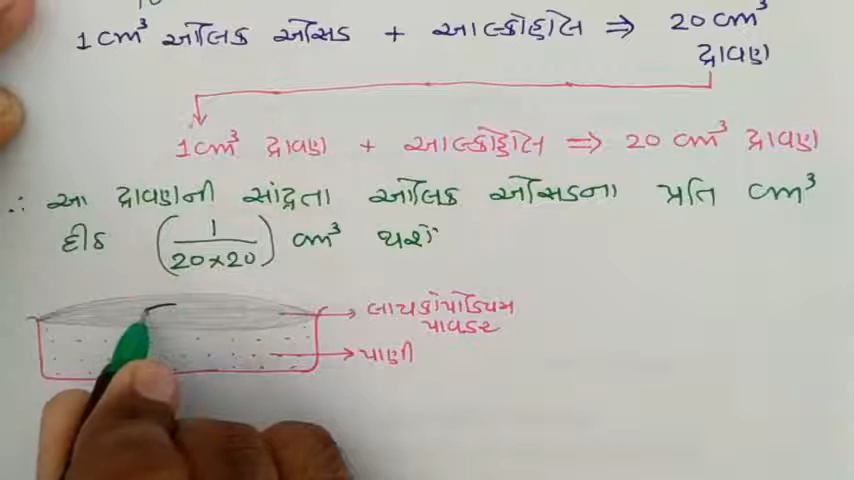 1cm³ ઓલિક ઍસિડ + આલ્કોહોલ ⇒ 20 cm³
દ્રાવણ
1cm³ દ્રાવણ + આલ્કોહોલ ⇒ 20 cm³ દ્રાવણ
∴ આ દ્રાવણની સાંદ્રતા ઓલિક ઍસિડના પ્રતિ cm³
દીઠ (1/20×20) cm³ થશે
લાયકોપોડિયમ
પાવડર
પાણી